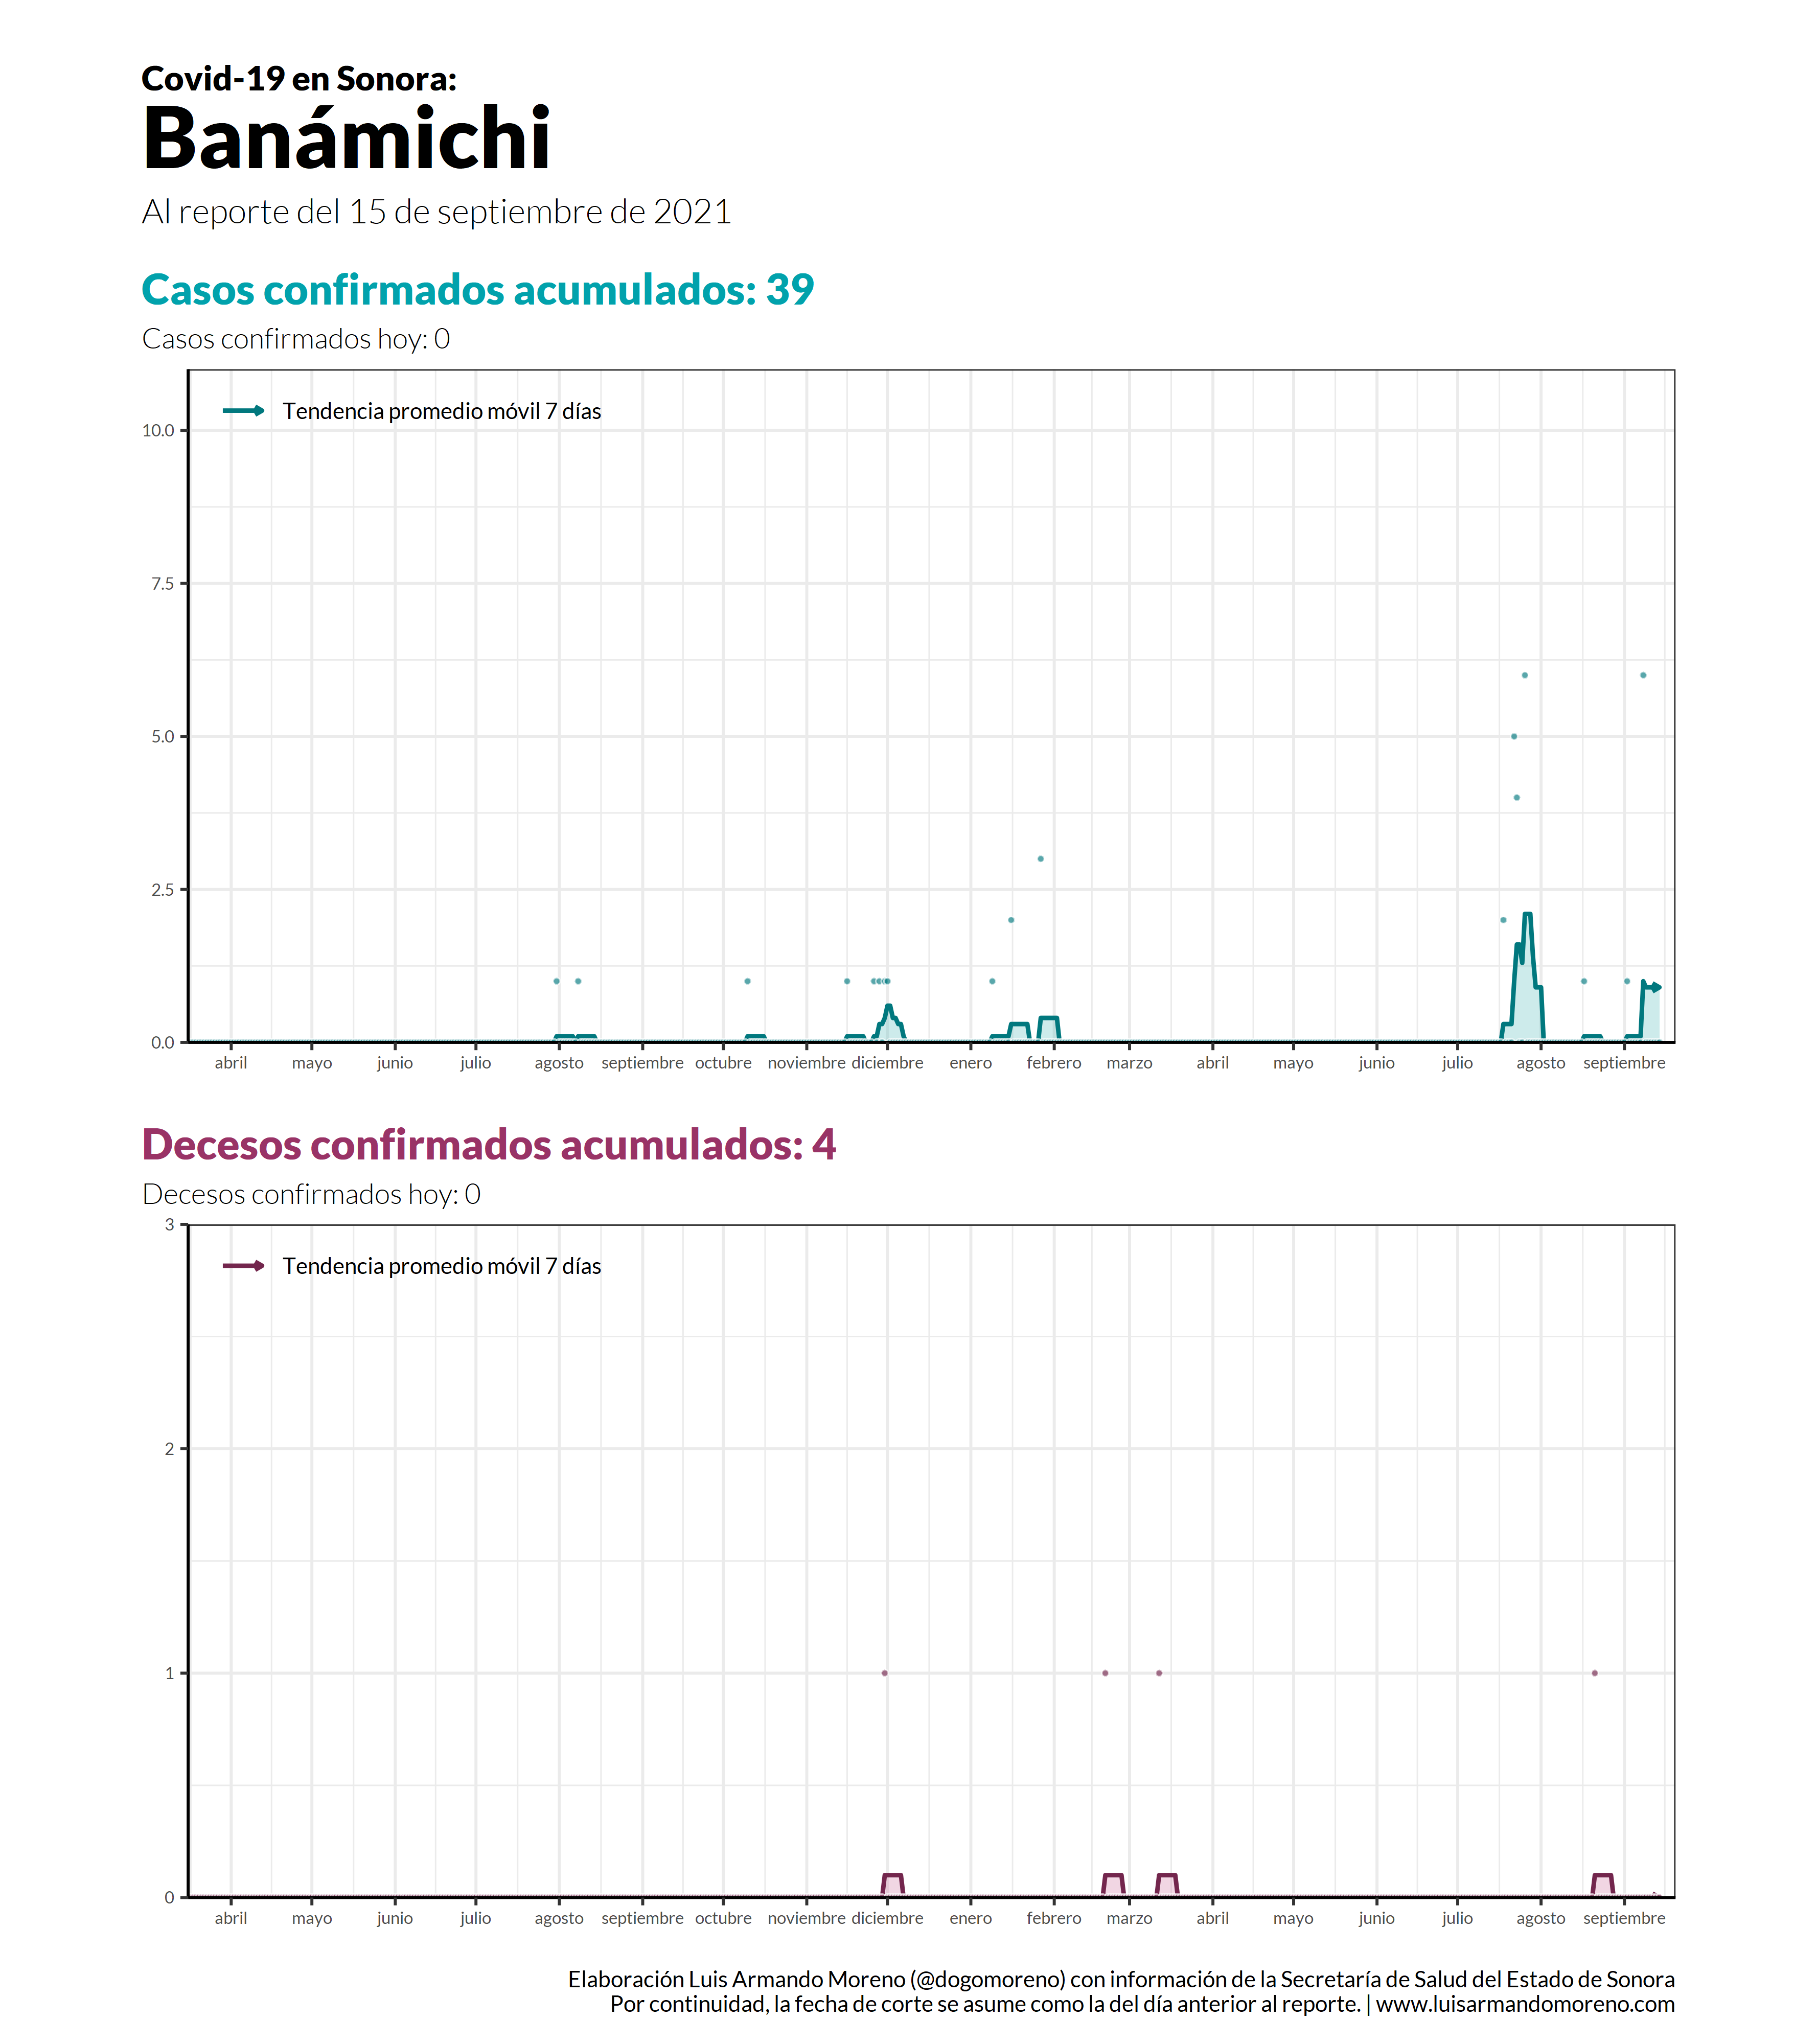 Covid-19 en Sonora:
Banámichi
Al reporte del 15 de septiembre de 2021
Casos confirmados acumulados: 39
Casos confirmados hoy: 0
Tendencia promedio móvil 7 días
10.0
7.5
5.0
2.5
0.0
abril mayo junio julio agosto septiembre octubre noviembre diciembre enero febrero marzo abril mayo junio julio agosto septiembre
Decesos confirmados acumulados: 4
Decesos confirmados hoy: 0
3
Tendencia promedio móvil 7 días
2
1
0
abril mayo junio julio agosto septiembre octubre noviembre diciembre enero febrero marzo abril mayo junio julio agosto septiembre
Elaboración Luis Armando Moreno (@dogomoreno) con información de la Secretaría de Salud del Estado de Sonora
Por continuidad, la fecha de corte se asume como la del día anterior al reporte. | www.luisarmandomoreno.com